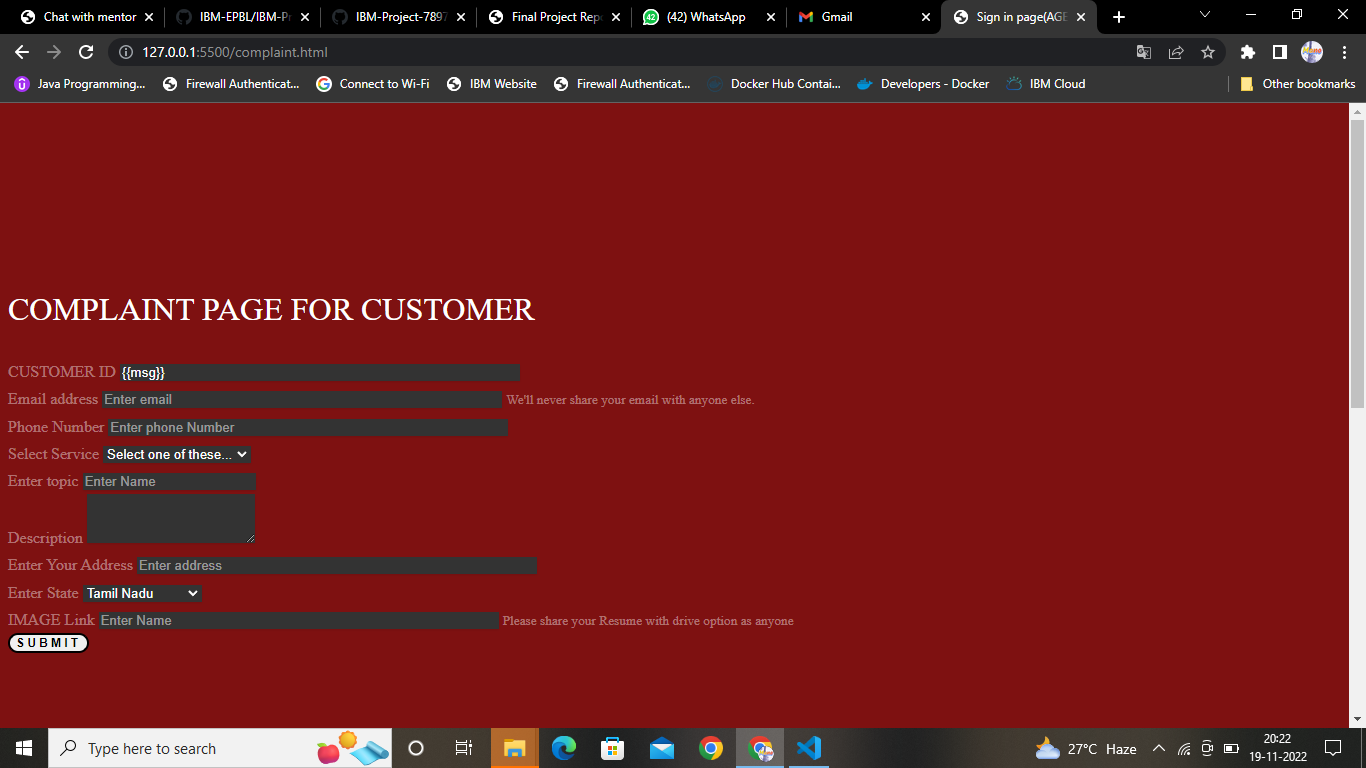 Chat with mentor
IBM-EPBL/IBM-Pr
IBM-Project-7897
Final Project Repo
42 (42) WhatsApp
Gmail
Sign in page(AGE
127.0.0.1:5500/complaint.html
Java Programming...
Firewall Authenticat...
Connect to Wi-Fi
IBM Website
Firewall Authenticat...
Docker Hub Contai...
Developers - Docker
IBM Cloud
Other bookmarks
COMPLAINT PAGE FOR CUSTOMER
CUSTOMER ID {{msg}}
Email address Enter email We'll never share your email with anyone else.
Phone Number Enter phone Number
Select Service Select one of these...
Enter topic Enter Name
Description
Enter Your Address Enter address
Enter State Tamil Nadu
IMAGE Link Enter Name Please share your Resume with drive option as anyone
SUBMIT
Type here to search
27°C Haze
20:22
19-11-2022